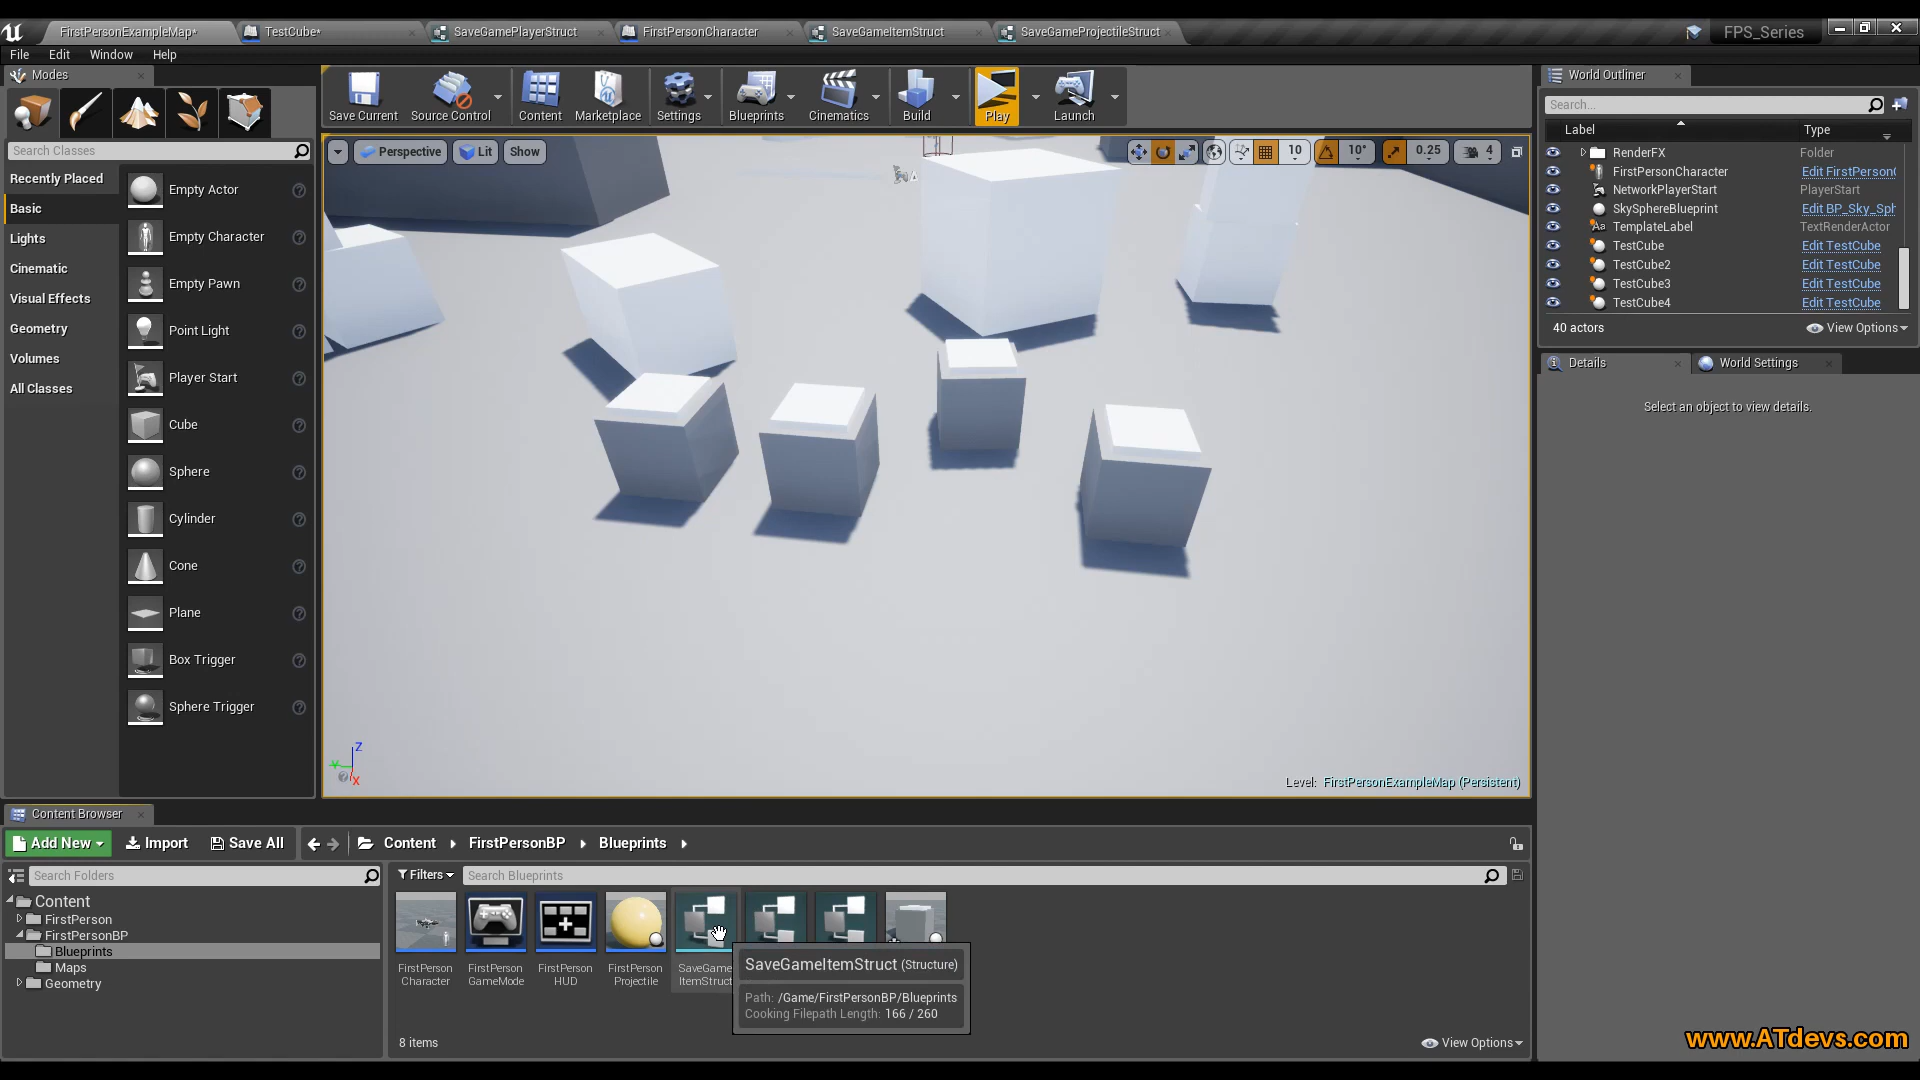 FirstPersonExampleMap*
TestCube*
SaveGamePlayerStruct
FirstPersonCharacter
SaveGameItemStruct
SaveGameProjectileStruct
FPS_Series
File Edit Window Help
Modes
Search Classes
Recently Placed
Basic
Lights
Cinematic
Visual Effects
Geometry
Volumes
All Classes
Empty Actor
Empty Character
Empty Pawn
Point Light
Player Start
Cube
Sphere
Cylinder
Cone
Plane
Box Trigger
Sphere Trigger
Save Current
Source Control
Content
Marketplace
Settings
Blueprints
Cinematics
Build
Play
Launch
Perspective
Lit
Show
10
10°
0.25
4
Level: FirstPersonExampleMap (Persistent)
Z
Y
X
World Outliner
Search...
Label Type
RenderFX Folder
FirstPersonCharacter Edit FirstPersonC
NetworkPlayerStart PlayerStart
SkySphereBlueprint Edit BP_Sky_Sph
TemplateLabel TextRenderActor
TestCube Edit TestCube
TestCube2 Edit TestCube
TestCube3 Edit TestCube
TestCube4 Edit TestCube
40 actors
View Options
Details
World Settings
Select an object to view details.
Content Browser
Add New
Import
Save All
Content
FirstPersonBP
Blueprints
Search Folders
Filters
Search Blueprints
Content
FirstPerson
FirstPersonBP
Blueprints
Maps
Geometry
FirstPerson
Character
FirstPerson
GameMode
FirstPerson
HUD
FirstPerson
Projectile
SaveGame
ItemStruct
SaveGameItemStruct (Structure)
Path: /Game/FirstPersonBP/Blueprints
Cooking Filepath Length: 166 / 260
8 items
View Options
www.ATdevs.com